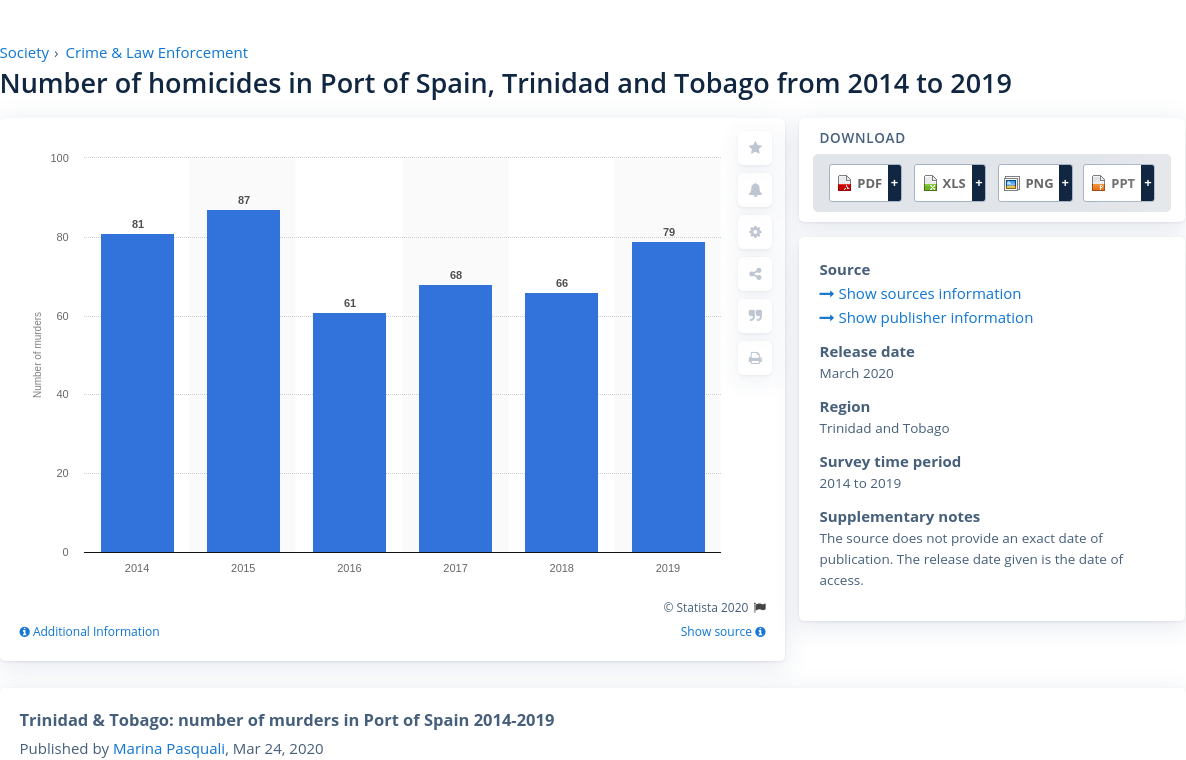 Society › Crime & Law Enforcement
Number of homicides in Port of Spain, Trinidad and Tobago from 2014 to 2019
100
80
60
40
20
0
Number of murders
81
87
61
68
66
79
2014 2015 2016 2017 2018 2019
© Statista 2020
Additional Information
Show source
DOWNLOAD
PDF + XLS + PNG + PPT +
Source
Show sources information
Show publisher information
Release date
March 2020
Region
Trinidad and Tobago
Survey time period
2014 to 2019
Supplementary notes
The source does not provide an exact date of
publication. The release date given is the date of
access.
Trinidad & Tobago: number of murders in Port of Spain 2014-2019
Published by Marina Pasquali, Mar 24, 2020